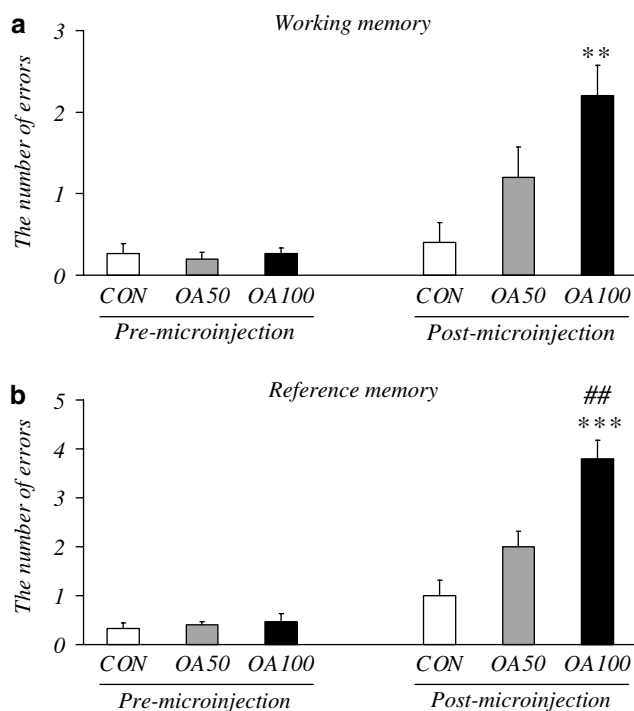 a
Working memory
The number of errors
3
2
1
0
**
CON OA50 OA100 CON OA50 OA100
Pre-microinjection Post-microinjection
b
Reference memory
The number of errors
5
4
3
2
1
0
##
***
CON OA50 OA100 CON OA50 OA100
Pre-microinjection Post-microinjection